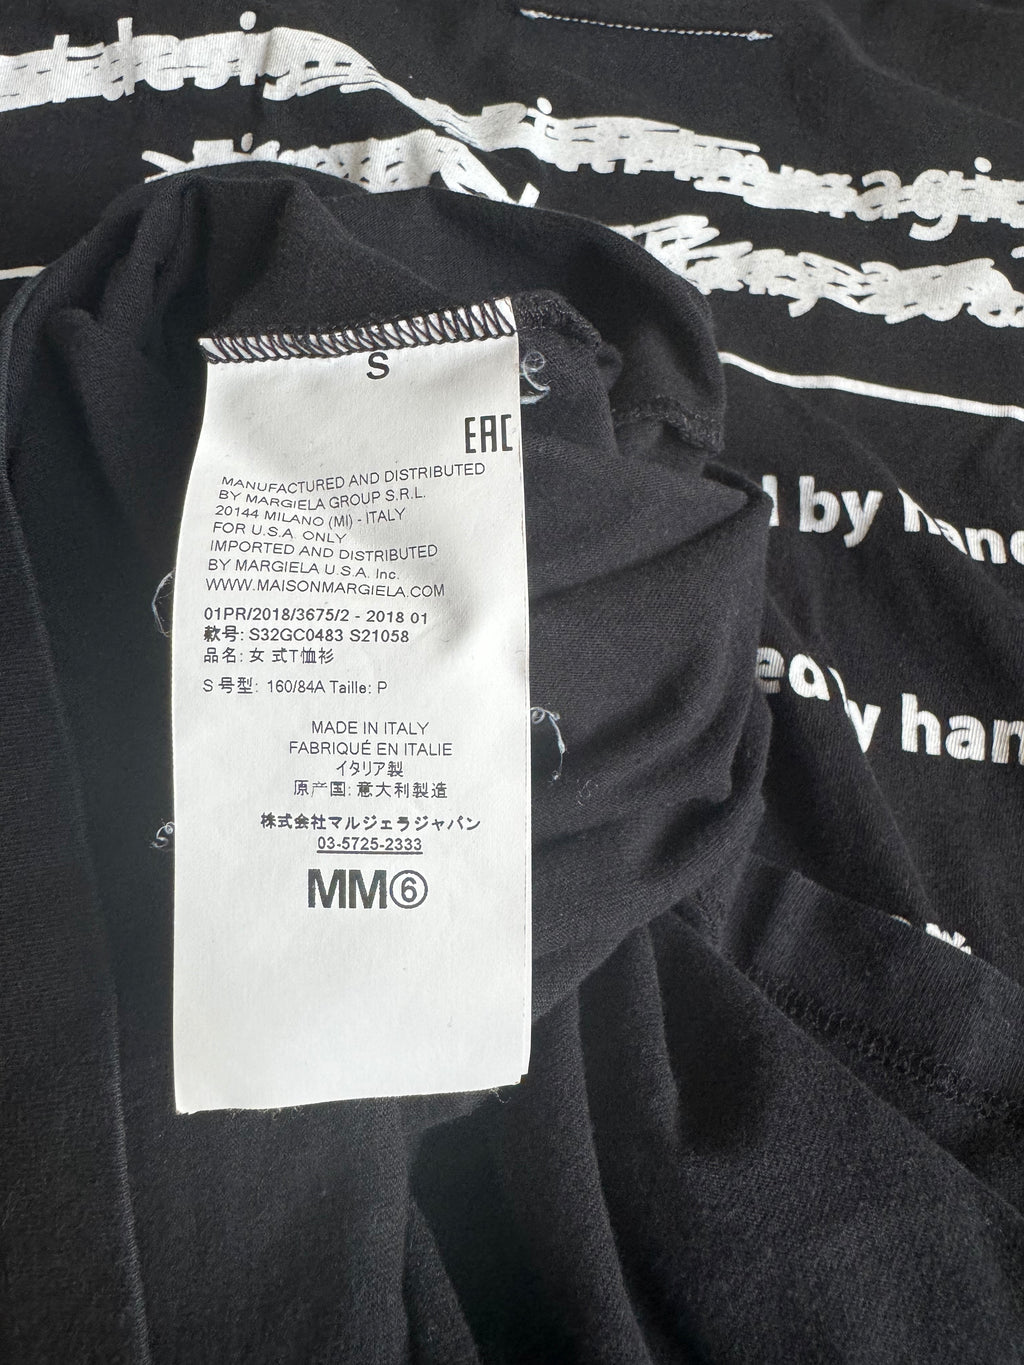 S
EAC
MANUFACTURED AND DISTRIBUTED
BY MARGIELA GROUP S.R.L.
20144 MILANO (MI) - ITALY
FOR U.S.A. ONLY
IMPORTED AND DISTRIBUTED
BY MARGIELA U.S.A. Inc.
WWW.MAISONMARGIELA.COM
01PR/2018/3675/2 - 2018 01
款号: S32GC0483 S21058
品名: 女 式T恤衫
S 号型: 160/84A Taille: P
MADE IN ITALY
FABRIQUÉ EN ITALIE
イタリア製
原产国: 意大利製造
株式会社マルジェラジャパン
03-5725-2333
MM⑥
by hand
by han